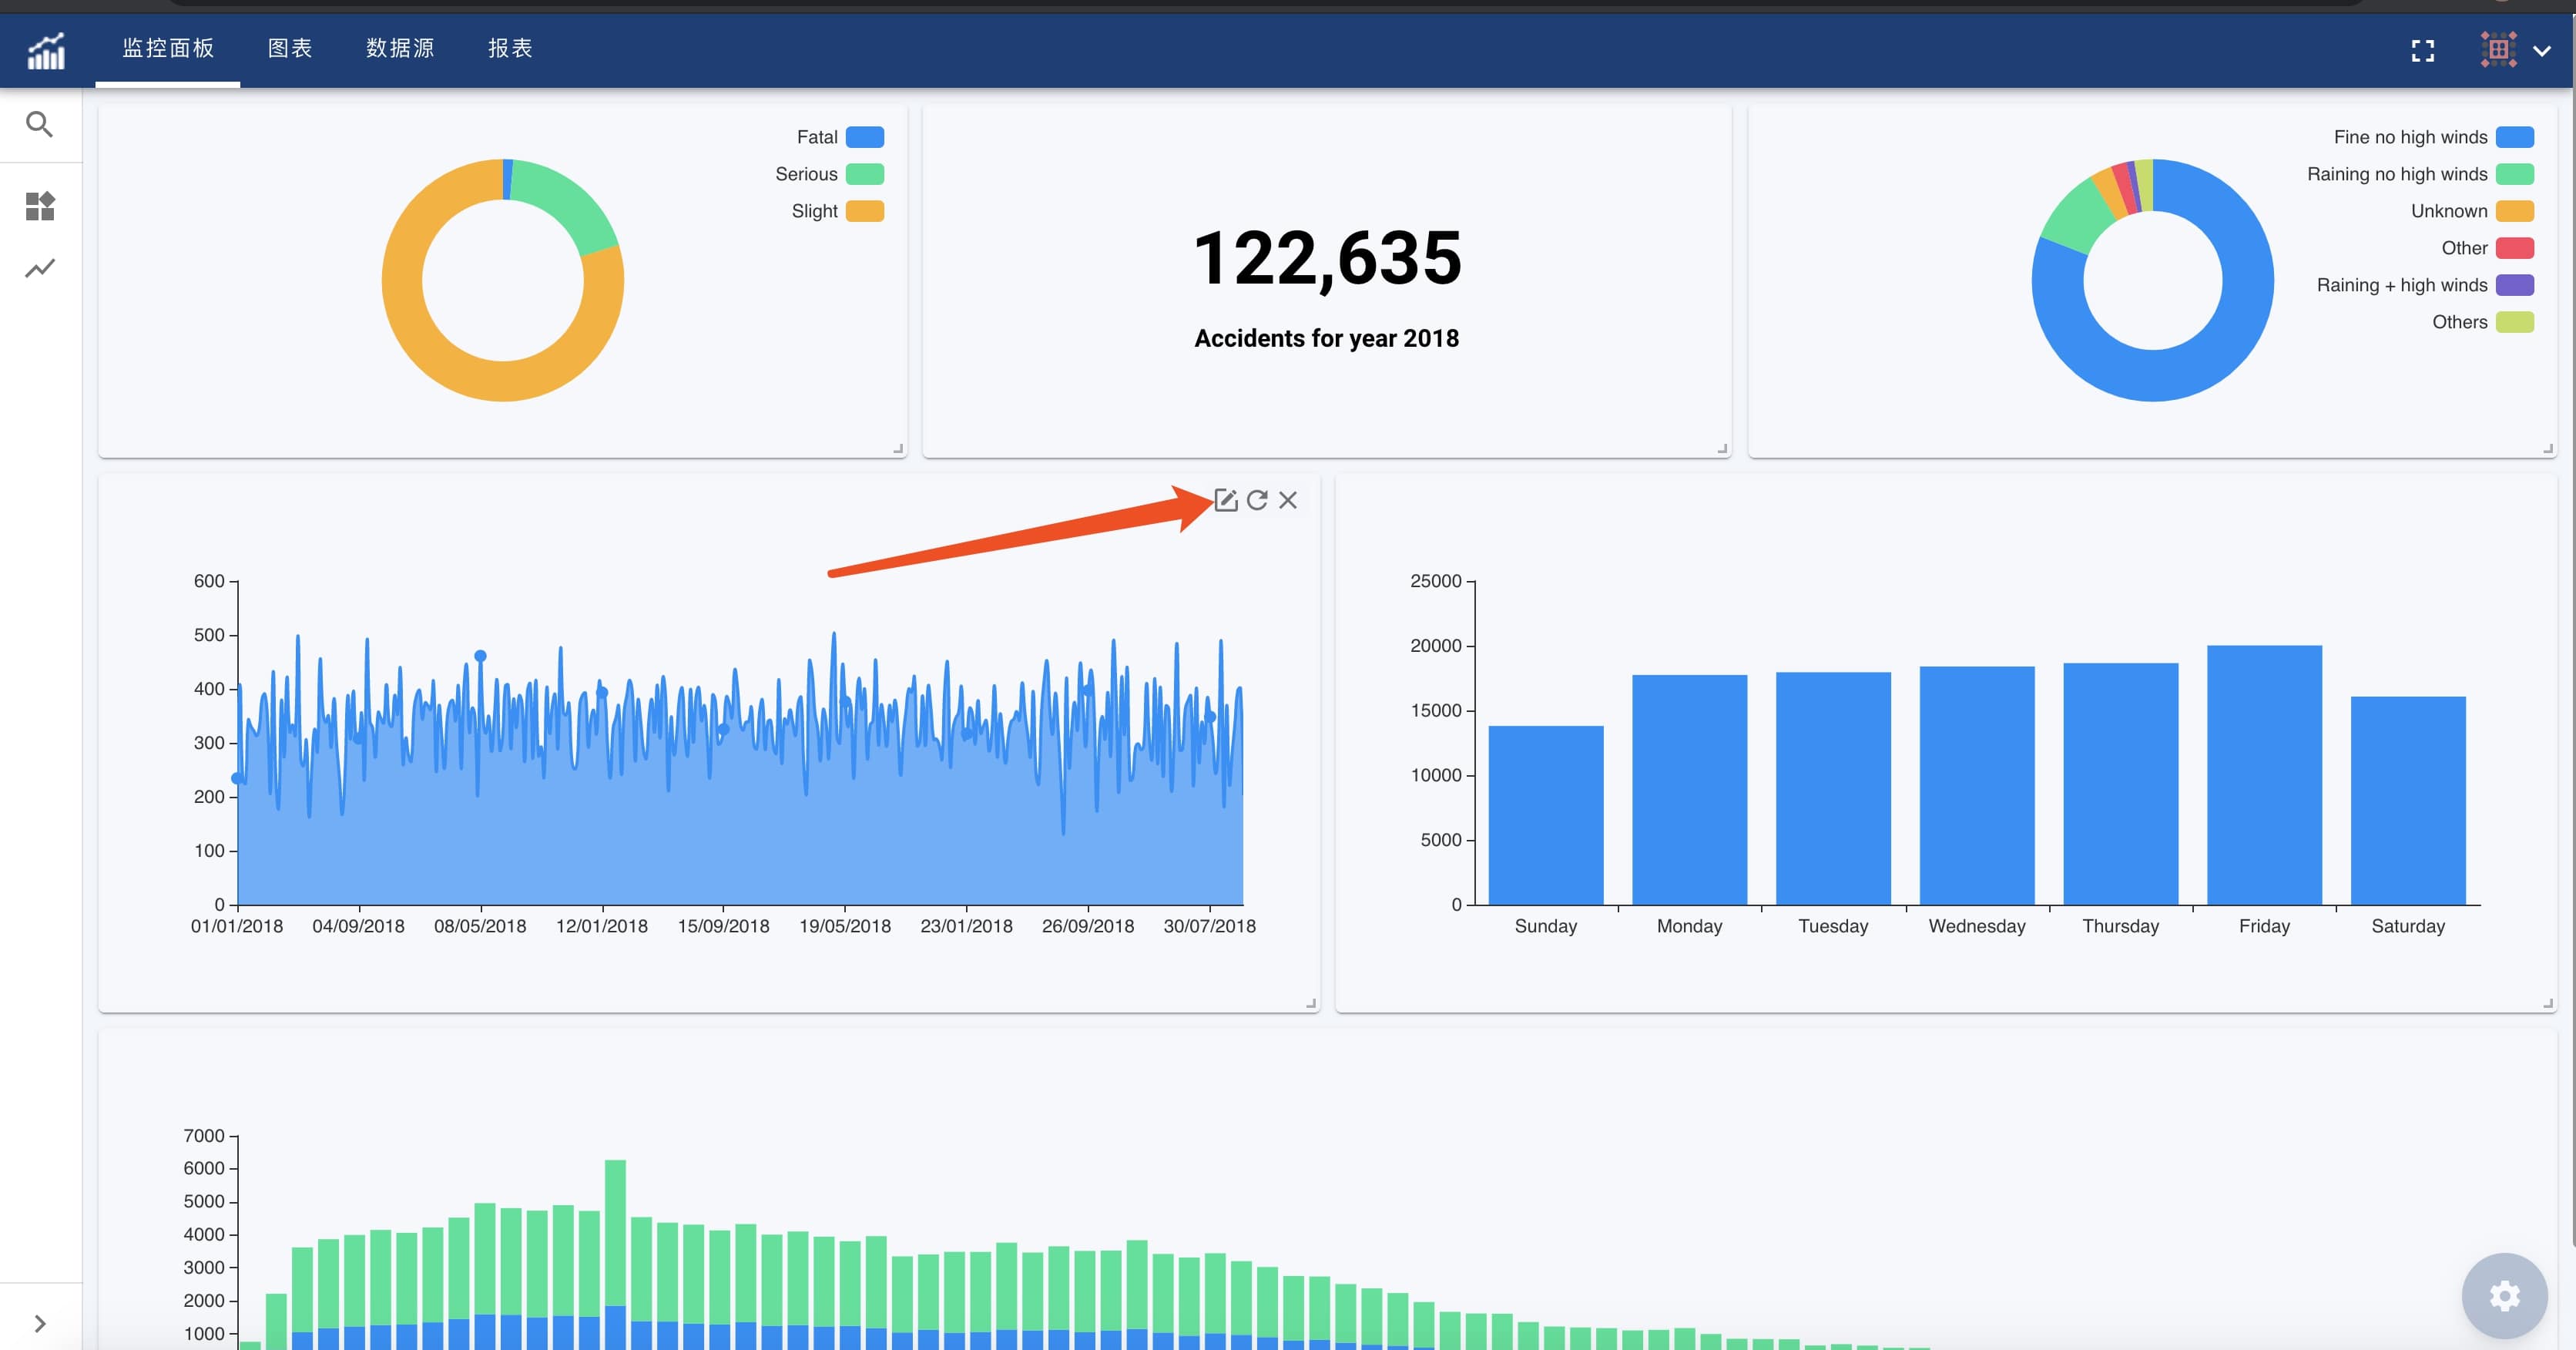 监控面板 图表 数据源 报表
Fatal
Serious
Slight
122,635
Accidents for year 2018
Fine no high winds
Raining no high winds
Unknown
Other
Raining + high winds
Others
600
500
400
300
200
100
0
01/01/2018 04/09/2018 08/05/2018 12/01/2018 15/09/2018 19/05/2018 23/01/2018 26/09/2018 30/07/2018
25000
20000
15000
10000
5000
0
Sunday Monday Tuesday Wednesday Thursday Friday Saturday
7000
6000
5000
4000
3000
2000
1000